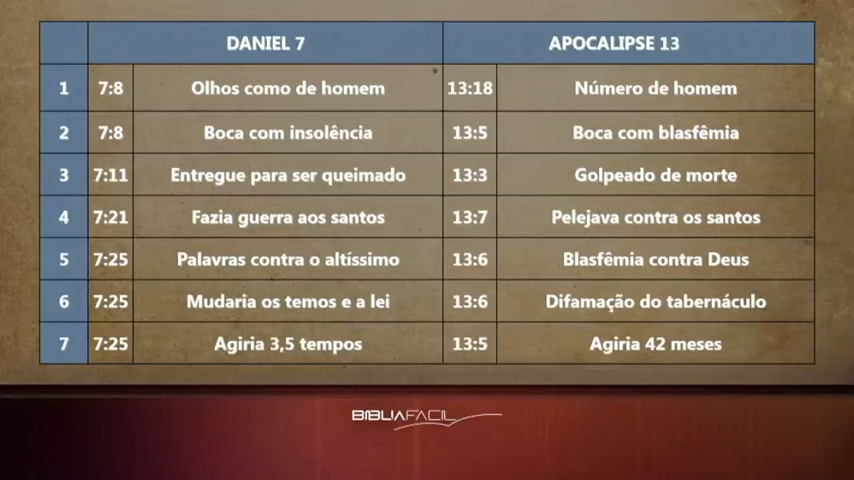 DANIEL 7 APOCALIPSE 13
1 7:8 Olhos como de homem 13:18 Número de homem
2 7:8 Boca com insolência 13:5 Boca com blasfêmia
3 7:11 Entregue para ser queimado 13:3 Golpeado de morte
4 7:21 Fazia guerra aos santos 13:7 Pelejava contra os santos
5 7:25 Palavras contra o altíssimo 13:6 Blasfêmia contra Deus
6 7:25 Mudaria os temos e a lei 13:6 Difamação do tabernáculo
7 7:25 Agiria 3,5 tempos 13:5 Agiria 42 meses
BÍBLIAFÁCIL